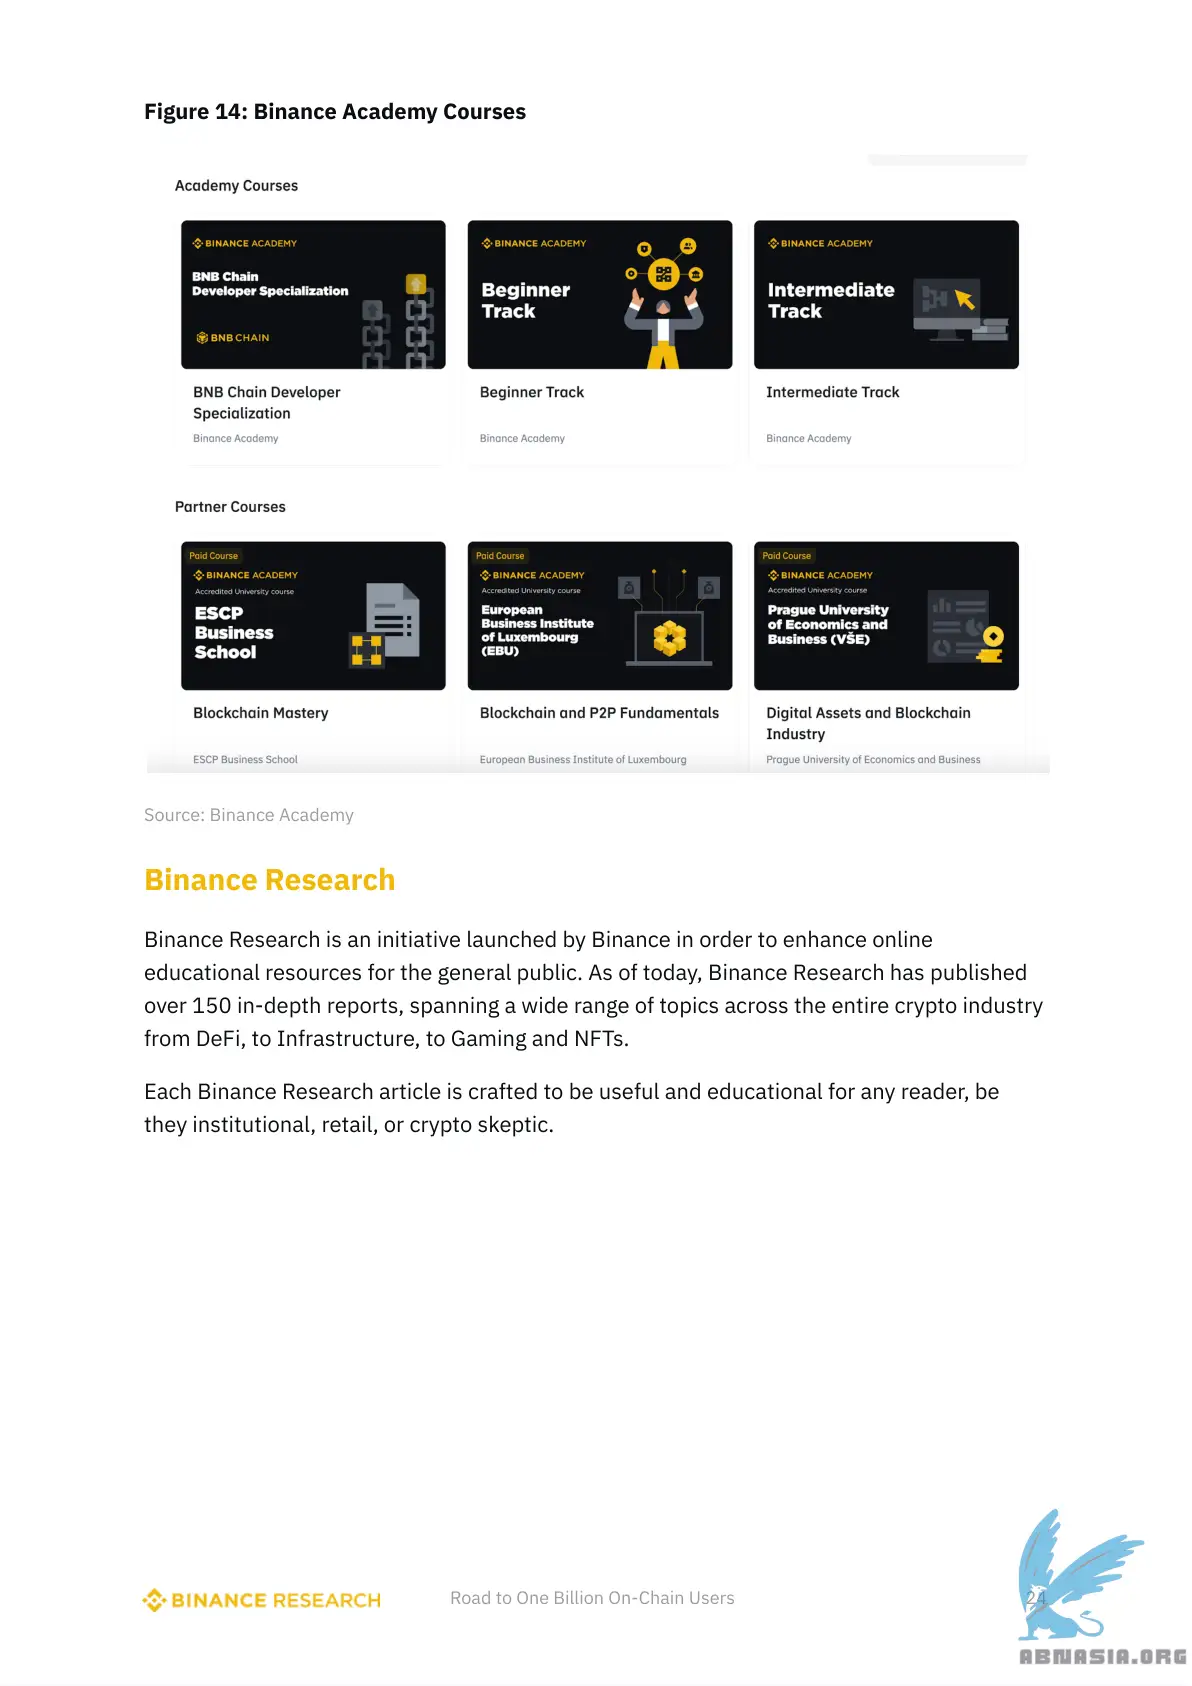 Figure 14: Binance Academy Courses
Academy Courses
BINANCE ACADEMY
BNB Chain
Developer Specialization
BNB CHAIN
BNB Chain Developer
Specialization
Binance Academy
BINANCE ACADEMY
Beginner
Track
Beginner Track
Binance Academy
BINANCE ACADEMY
Intermediate
Track
Intermediate Track
Binance Academy
Partner Courses
Paid Course
BINANCE ACADEMY
Accredited University course
ESCP
Business
School
Blockchain Mastery
ESCP Business School
Paid Course
BINANCE ACADEMY
Accredited University course
European
Business Institute
of Luxembourg
(EBU)
Blockchain and P2P Fundamentals
European Business Institute of Luxembourg
Paid Course
BINANCE ACADEMY
Accredited University course
Prague University
of Economics and
Business (VŠE)
Digital Assets and Blockchain
Industry
Prague University of Economics and Business
Source: Binance Academy
Binance Research
Binance Research is an initiative launched by Binance in order to enhance online
educational resources for the general public. As of today, Binance Research has published
over 150 in-depth reports, spanning a wide range of topics across the entire crypto industry
from DeFi, to Infrastructure, to Gaming and NFTs.
Each Binance Research article is crafted to be useful and educational for any reader, be
they institutional, retail, or crypto skeptic.
BINANCE RESEARCH
Road to One Billion On-Chain Users
24
ABNASIA.ORG